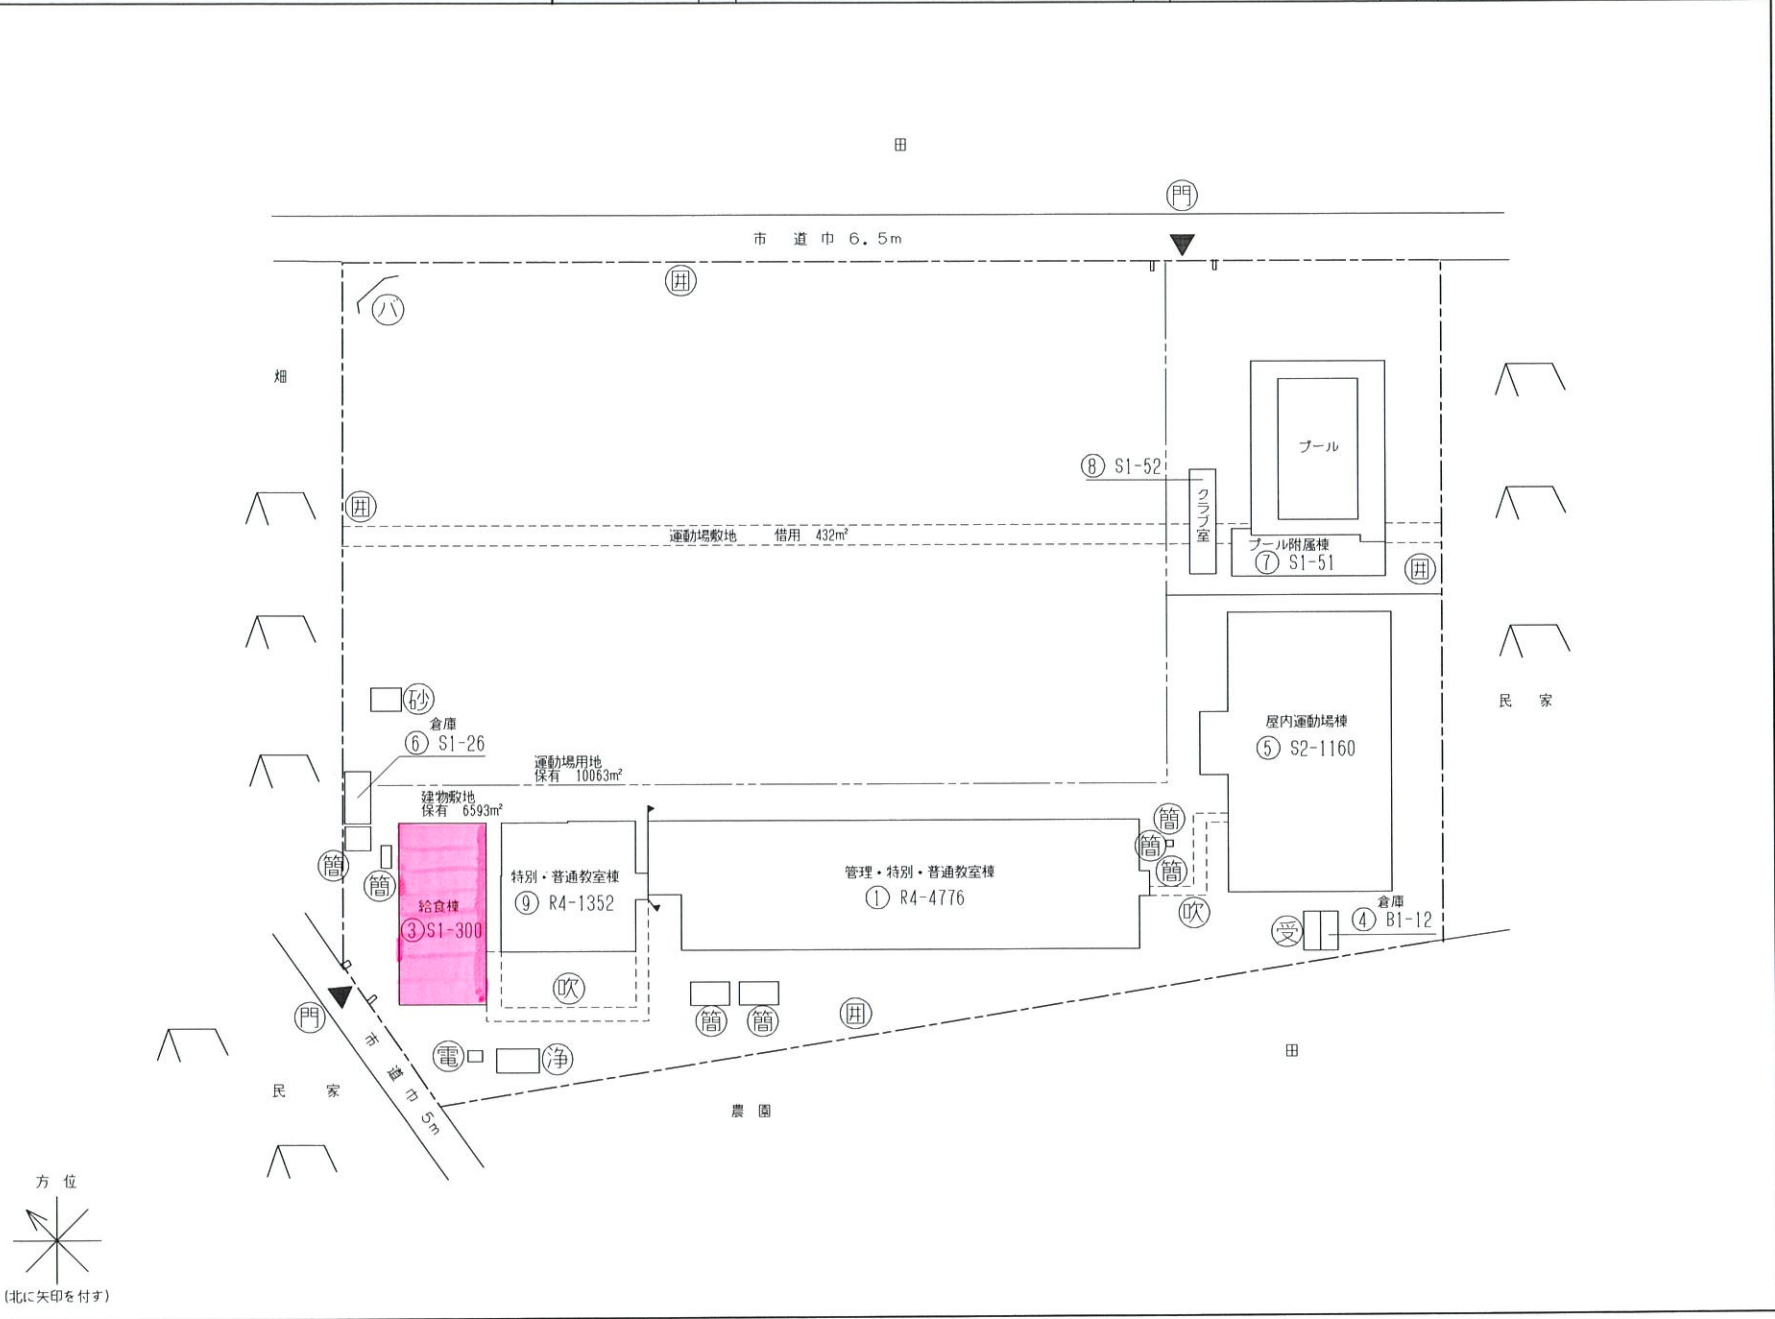 田
門
市 道 巾 6.5m
囲
バ
畑
プール
⑧ S1-52
クラブ室
囲
運動場敷地 借用 432m²
プール附属棟
⑦ S1-51
囲
砂
倉庫
⑥ S1-26
民 家
屋内運動場棟
⑤ S2-1160
運動場用地
保有 10063m²
建物敷地
保有 6593m²
簡
簡
簡
簡
簡
特別・普通教室棟
⑨ R4-1352
管理・特別・普通教室棟
① R4-4776
給食棟
③S1-300
吹
倉庫
④ B1-12
受
吹
簡
簡
囲
門
市 道 巾 5m
電
浄
田
民 家
農 園
方 位
(北に矢印を付す)